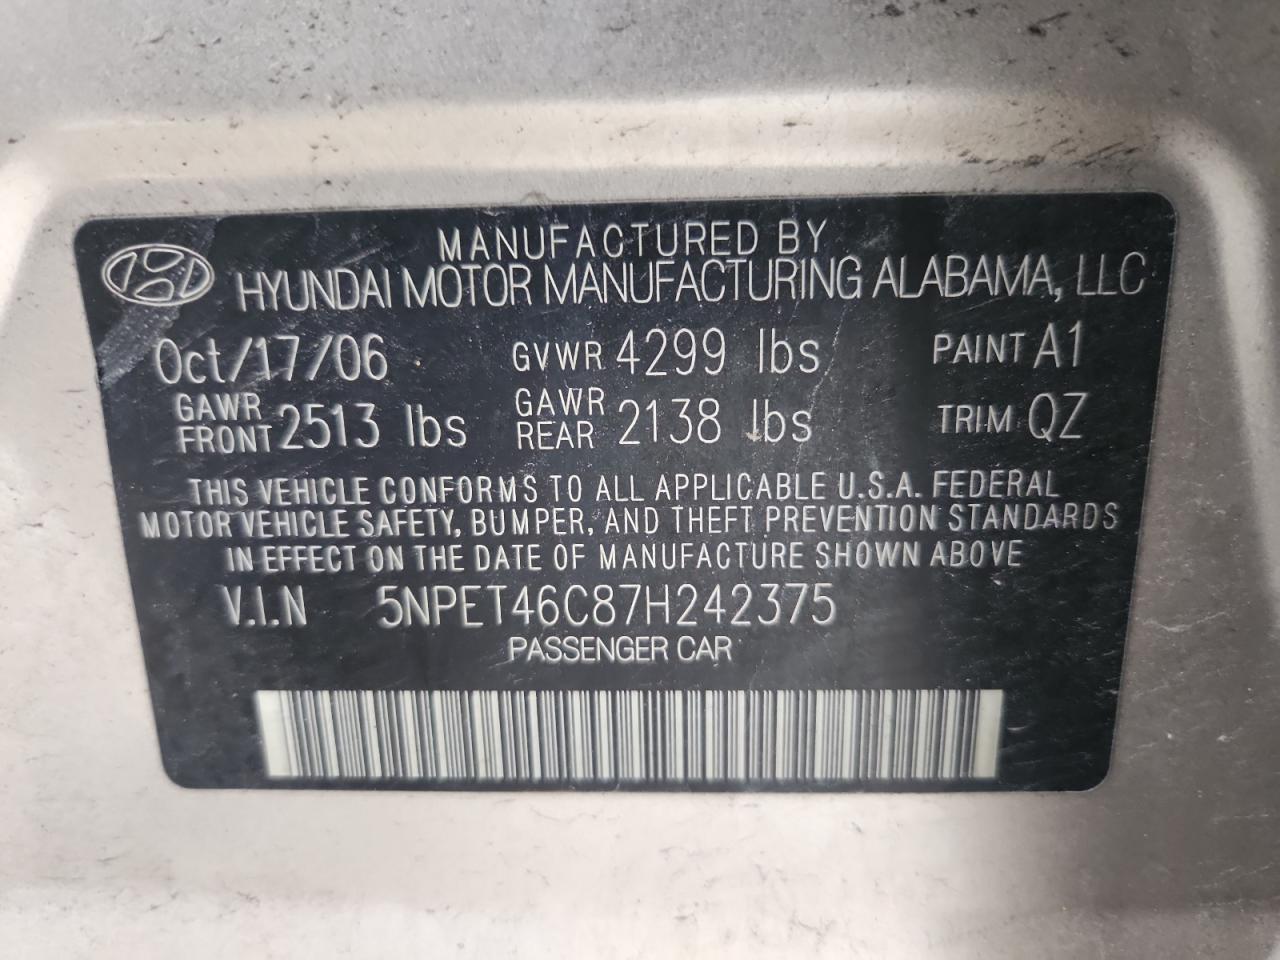 MANUFACTURED BY
HYUNDAI MOTOR MANUFACTURING ALABAMA, LLC
Oct/17/06 GVWR 4299 lbs PAINT A1
GAWR FRONT 2513 lbs GAWR REAR 2138 lbs TRIM QZ
THIS VEHICLE CONFORMS TO ALL APPLICABLE U.S.A. FEDERAL
MOTOR VEHICLE SAFETY, BUMPER, AND THEFT PREVENTION STANDARDS
IN EFFECT ON THE DATE OF MANUFACTURE SHOWN ABOVE
V.I.N 5NPET46C87H242375
PASSENGER CAR